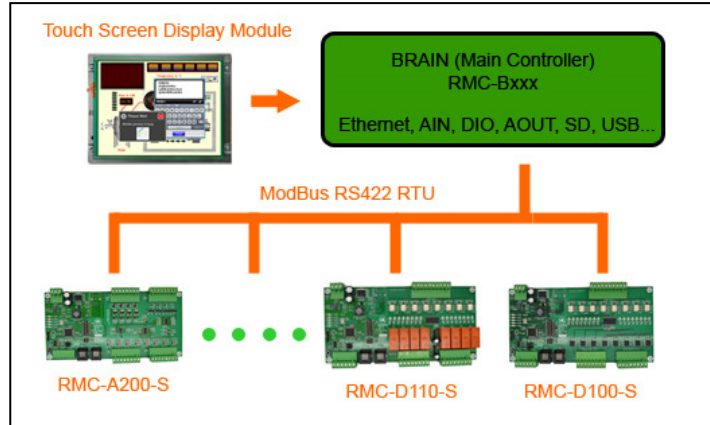 Touch Screen Display Module
BRAIN (Main Controller)
RMC-Bxxx
Ethernet, AIN, DIO, AOUT, SD, USB...
ModBus RS422 RTU
RMC-A200-S
RMC-D110-S
RMC-D100-S